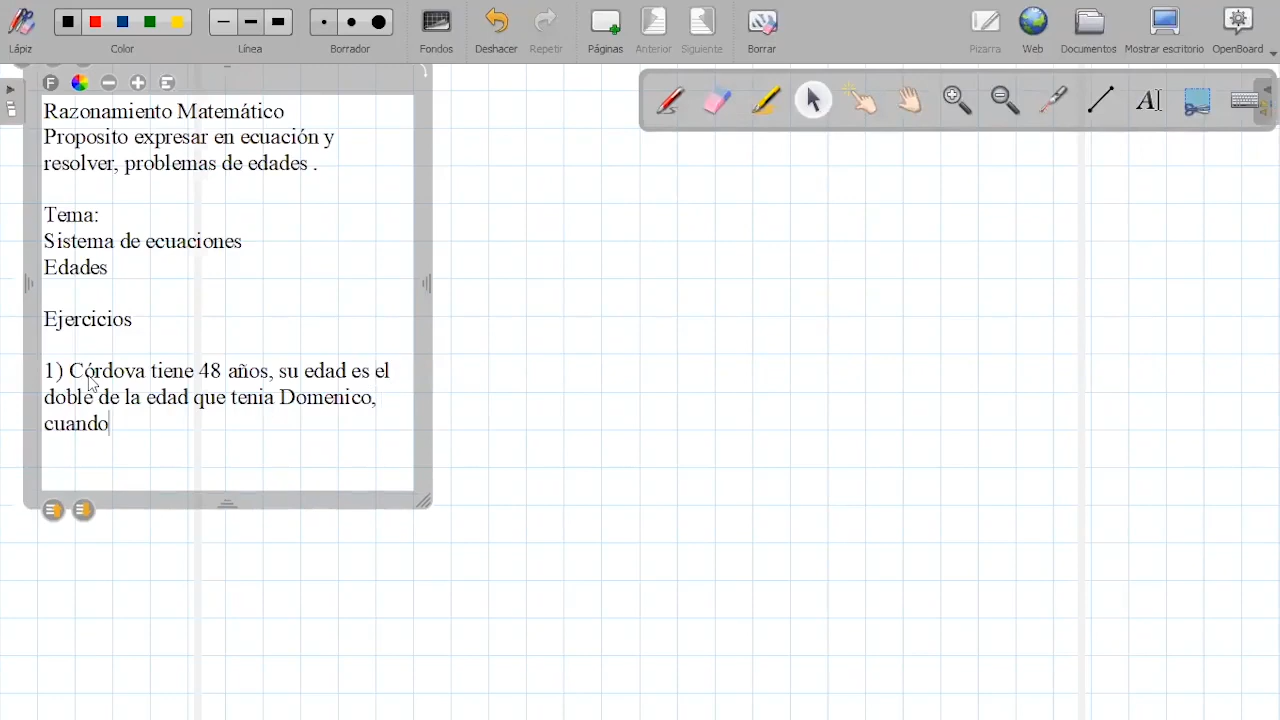 Lápiz
Color
Línea
Borrador
Fondos
Deshacer
Repetir
Páginas
Anterior
Siguiente
Borrar
Pizarra
Web
Documentos
Mostrar escritorio
OpenBoard
F
AI
Razonamiento Matemático
Proposito expresar en ecuación y
resolver, problemas de edades .
Tema:
Sistema de ecuaciones
Edades
Ejercicios
1) Córdova tiene 48 años, su edad es el
doble de la edad que tenia Domenico,
cuando